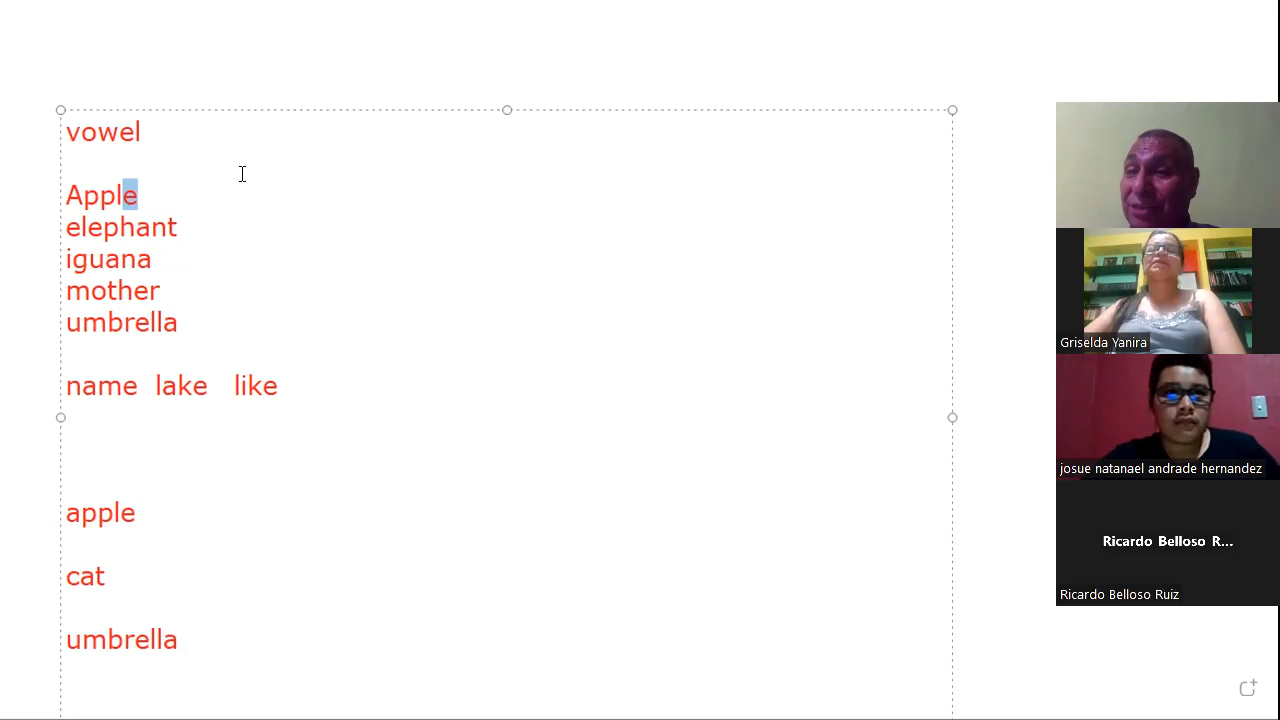 vowel
Apple
elephant
iguana
mother
umbrella
name lake like
apple
cat
umbrella
Griselda Yanira
josue natanael andrade hernandez
Ricardo Belloso R...
Ricardo Belloso Ruiz